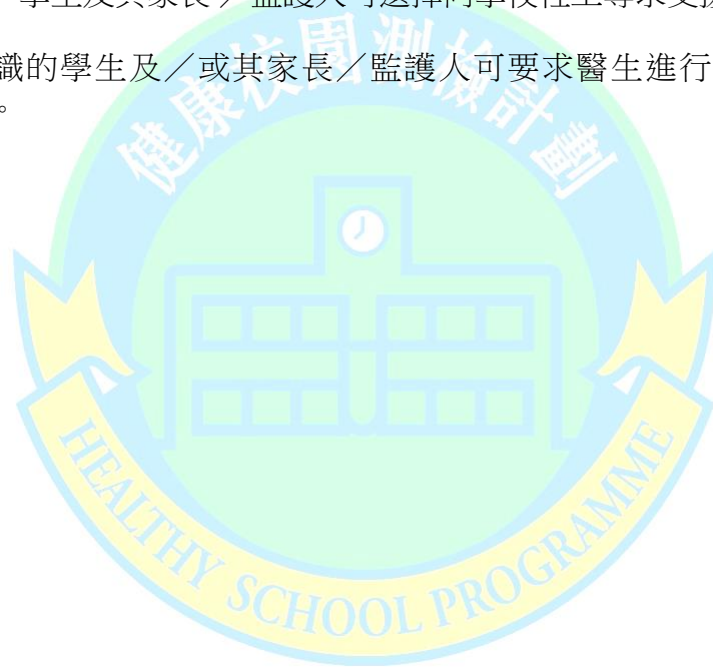 學生及其家長／監護人可選擇向學校社工尋求支援
識的學生及／或其家長／監護人可要求醫生進行
。
健康校園測檢計劃
HEALTHY SCHOOL PROGRAMME